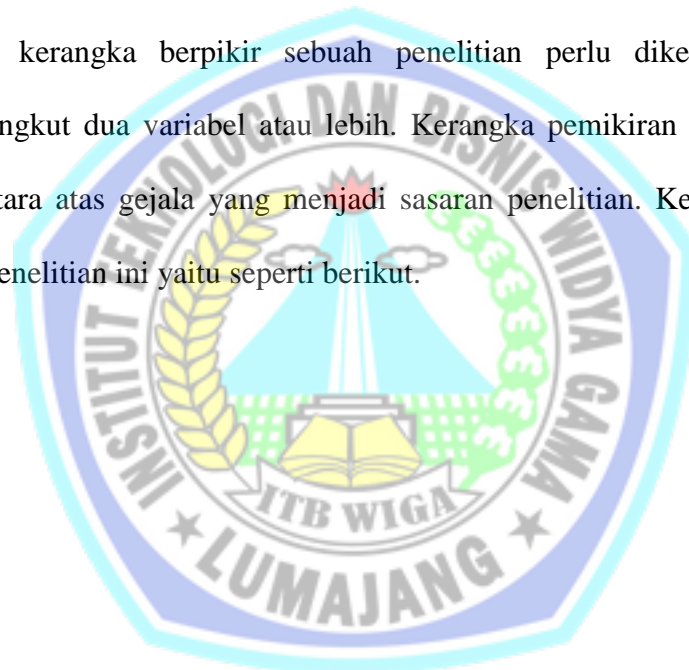 kerangka berpikir sebuah penelitian perlu dike
ngkut dua variabel atau lebih. Kerangka pemikiran
tara atas gejala yang menjadi sasaran penelitian. Ke
enelitian ini yaitu seperti berikut.
INSTITUT TEKNOLOGI DAN BISNIS WIDYA GAMA
ITB WIGA
LUMAJANG